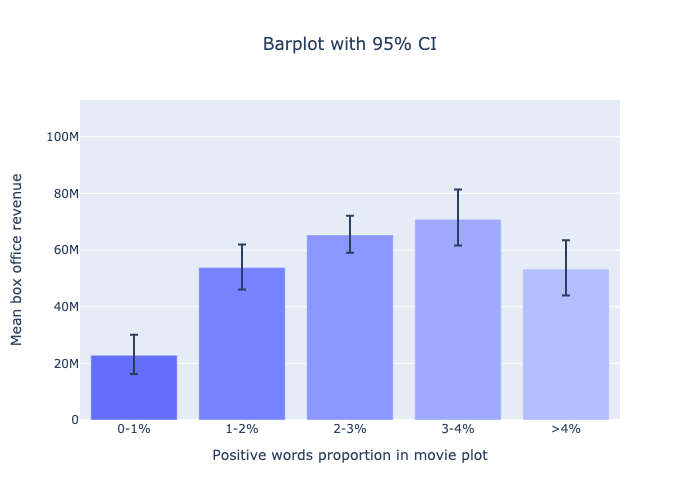 Barplot with 95% CI
Mean box office revenue
100M
80M
60M
40M
20M
0
0-1%
1-2%
2-3%
3-4%
>4%
Positive words proportion in movie plot